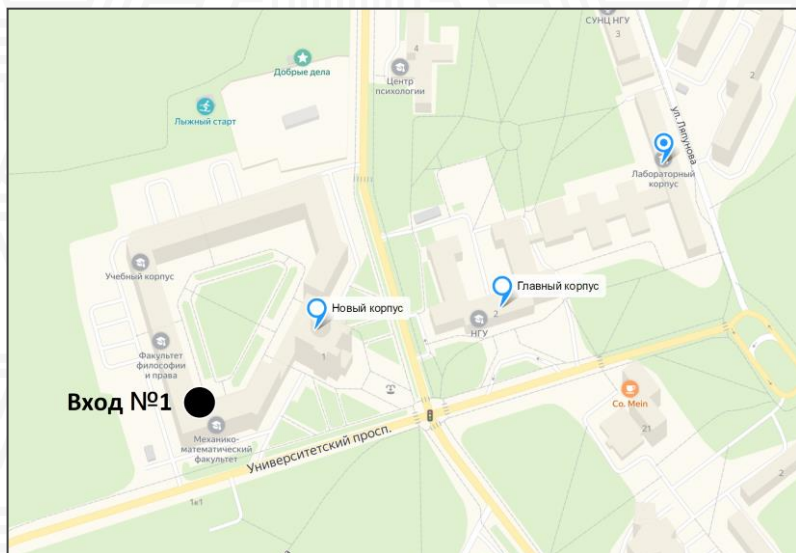 СУНЦ НГУ
3
4
Центр
психологии
Добрые дела
Лыжный старт
2
ул. Ляпунова
Лабораторный
корпус
Учебный корпус
Главный корпус
Новый корпус
2
НГУ
1
Факультет
философии
и права
Вход №1
Co. Mein
Механико-
математический
факультет
21
Университетский просп.
2
1к1